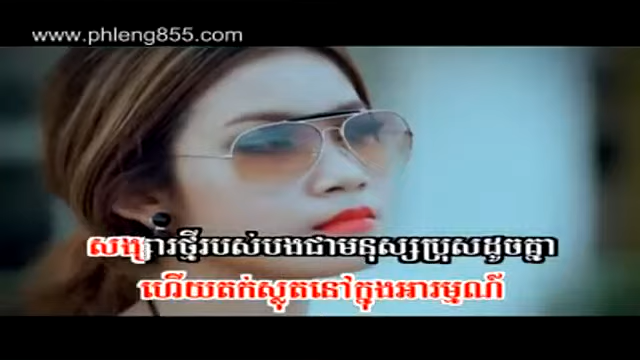 www.phleng855.com
សង្សារថ្មីរបស់បងជាមនុស្សប្រុសដូចគ្នា
ហើយតក់ស្លុតនៅក្នុងអារម្មណ៍